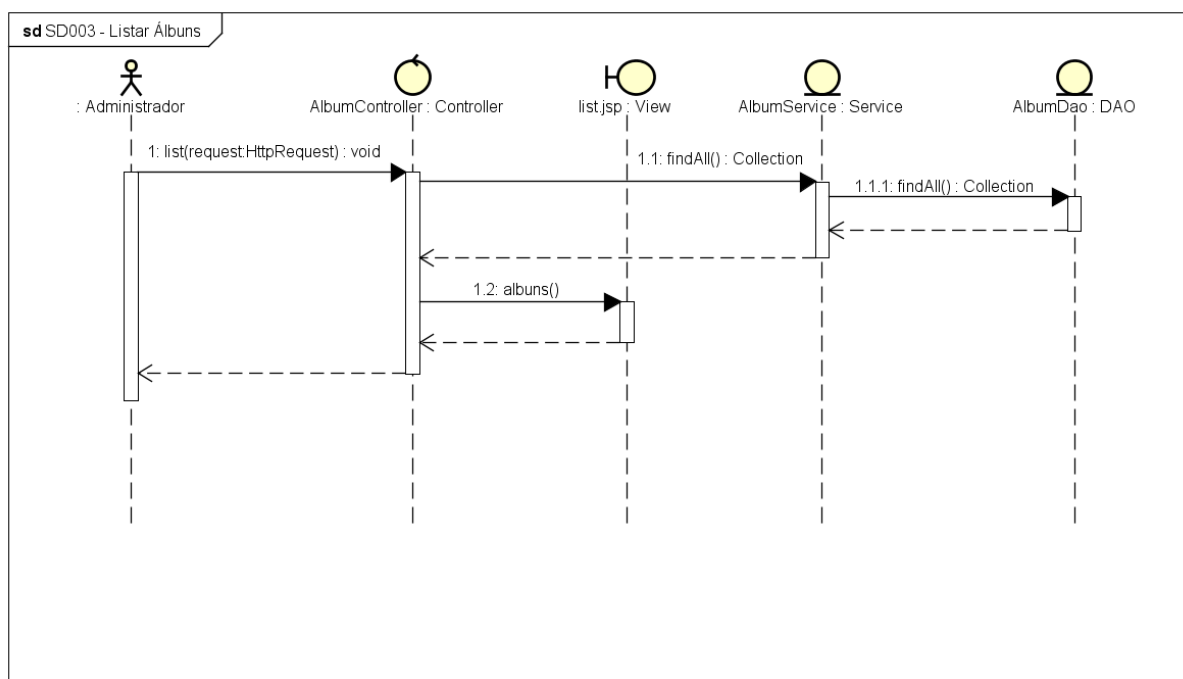 sd SD003 - Listar Álbuns
: Administrador
AlbumController : Controller
list.jsp : View
AlbumService : Service
AlbumDao : DAO
1: list(request:HttpRequest) : void
1.1: findAll() : Collection
1.1.1: findAll() : Collection
1.2: albuns()